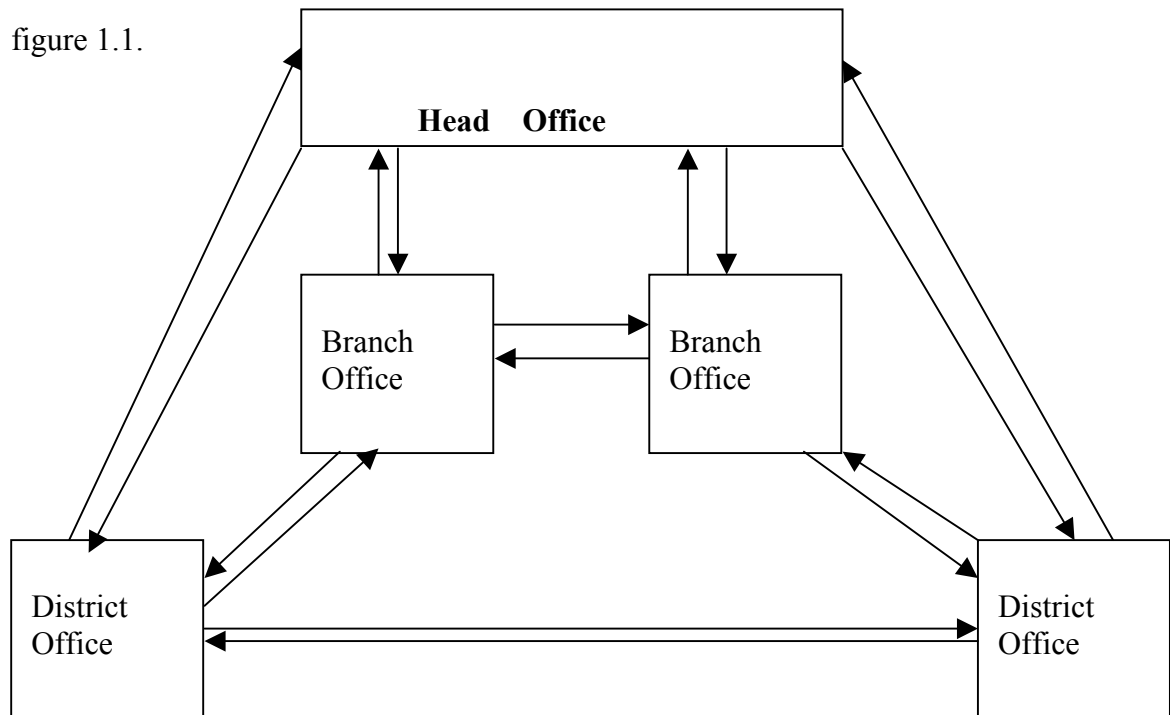 figure 1.1.
Head Office
Branch
Office
Branch
Office
District
Office
District
Office